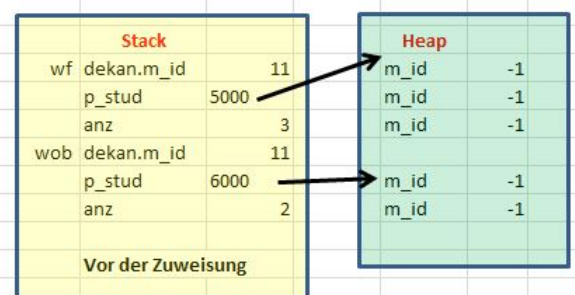 Stack Heap
wf dekan.m_id 11 m_id -1
p_stud 5000 m_id -1
anz 3 m_id -1
wob dekan.m_id 11
p_stud 6000 m_id -1
anz 2 m_id -1
Vor der Zuweisung